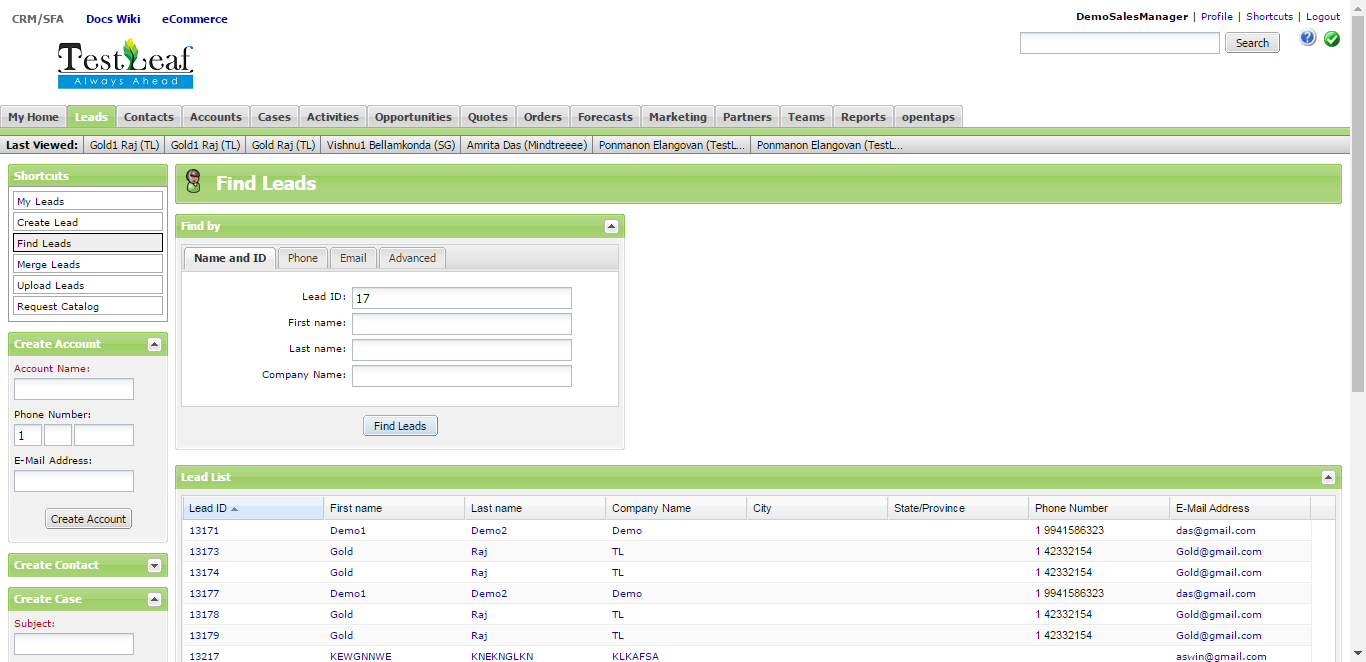 CRM/SFA Docs Wiki eCommerce
DemoSalesManager | Profile | Shortcuts | Logout
TestLeaf
Always Ahead
Search
?
My Home Leads Contacts Accounts Cases Activities Opportunities Quotes Orders Forecasts Marketing Partners Teams Reports opentaps
Last Viewed: Gold1 Raj (TL) Gold1 Raj (TL) Gold Raj (TL) Vishnu1 Bellamkonda (SG) Amrita Das (Mindtreeee) Ponmanon Elangovan (TestL... Ponmanon Elangovan (TestL...
Shortcuts
My Leads
Create Lead
Find Leads
Merge Leads
Upload Leads
Request Catalog
Create Account
Account Name:
Phone Number:
1
E-Mail Address:
Create Account
Create Contact
Create Case
Subject:
Find Leads
Find by
Name and ID Phone Email Advanced
Lead ID: 17
First name:
Last name:
Company Name:
Find Leads
Lead List
Lead ID First name Last name Company Name City State/Province Phone Number E-Mail Address
13171 Demo1 Demo2 Demo 1 9941586323 das@gmail.com
13173 Gold Raj TL 1 42332154 Gold@gmail.com
13174 Gold Raj TL 1 42332154 Gold@gmail.com
13177 Demo1 Demo2 Demo 1 9941586323 das@gmail.com
13178 Gold Raj TL 1 42332154 Gold@gmail.com
13179 Gold Raj TL 1 42332154 Gold@gmail.com
13217 KEWGNNWE KNEKNGLKN KLKAFSA aswin@gmail.com